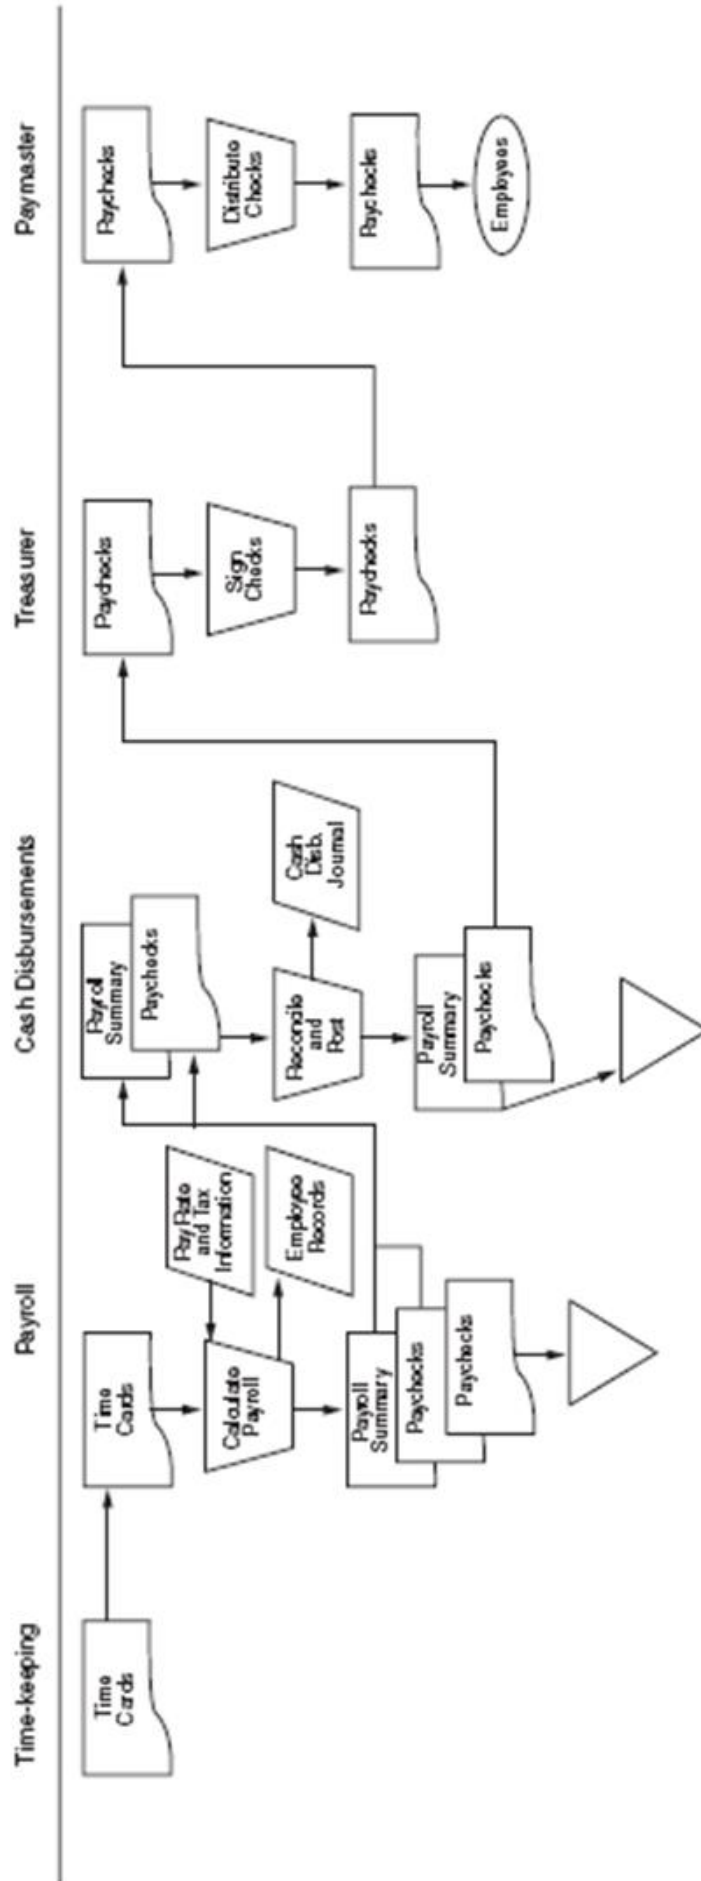 Time-keeping
Payroll
Cash Disbursements
Treasurer
Paymaster
Time
Cards
Time
Cards
Calculate
Payroll
Pay Rate
and Tax
Information
Employee
Records
Payroll
Summary
Paychecks
Paychecks
Payroll
Summary
Paychecks
Reconcile
and
Post
Cash
Disb.
Journal
Payroll
Summary
Paychecks
Paychecks
Sign
Checks
Paychecks
Paychecks
Distribute
Checks
Paychecks
Employees